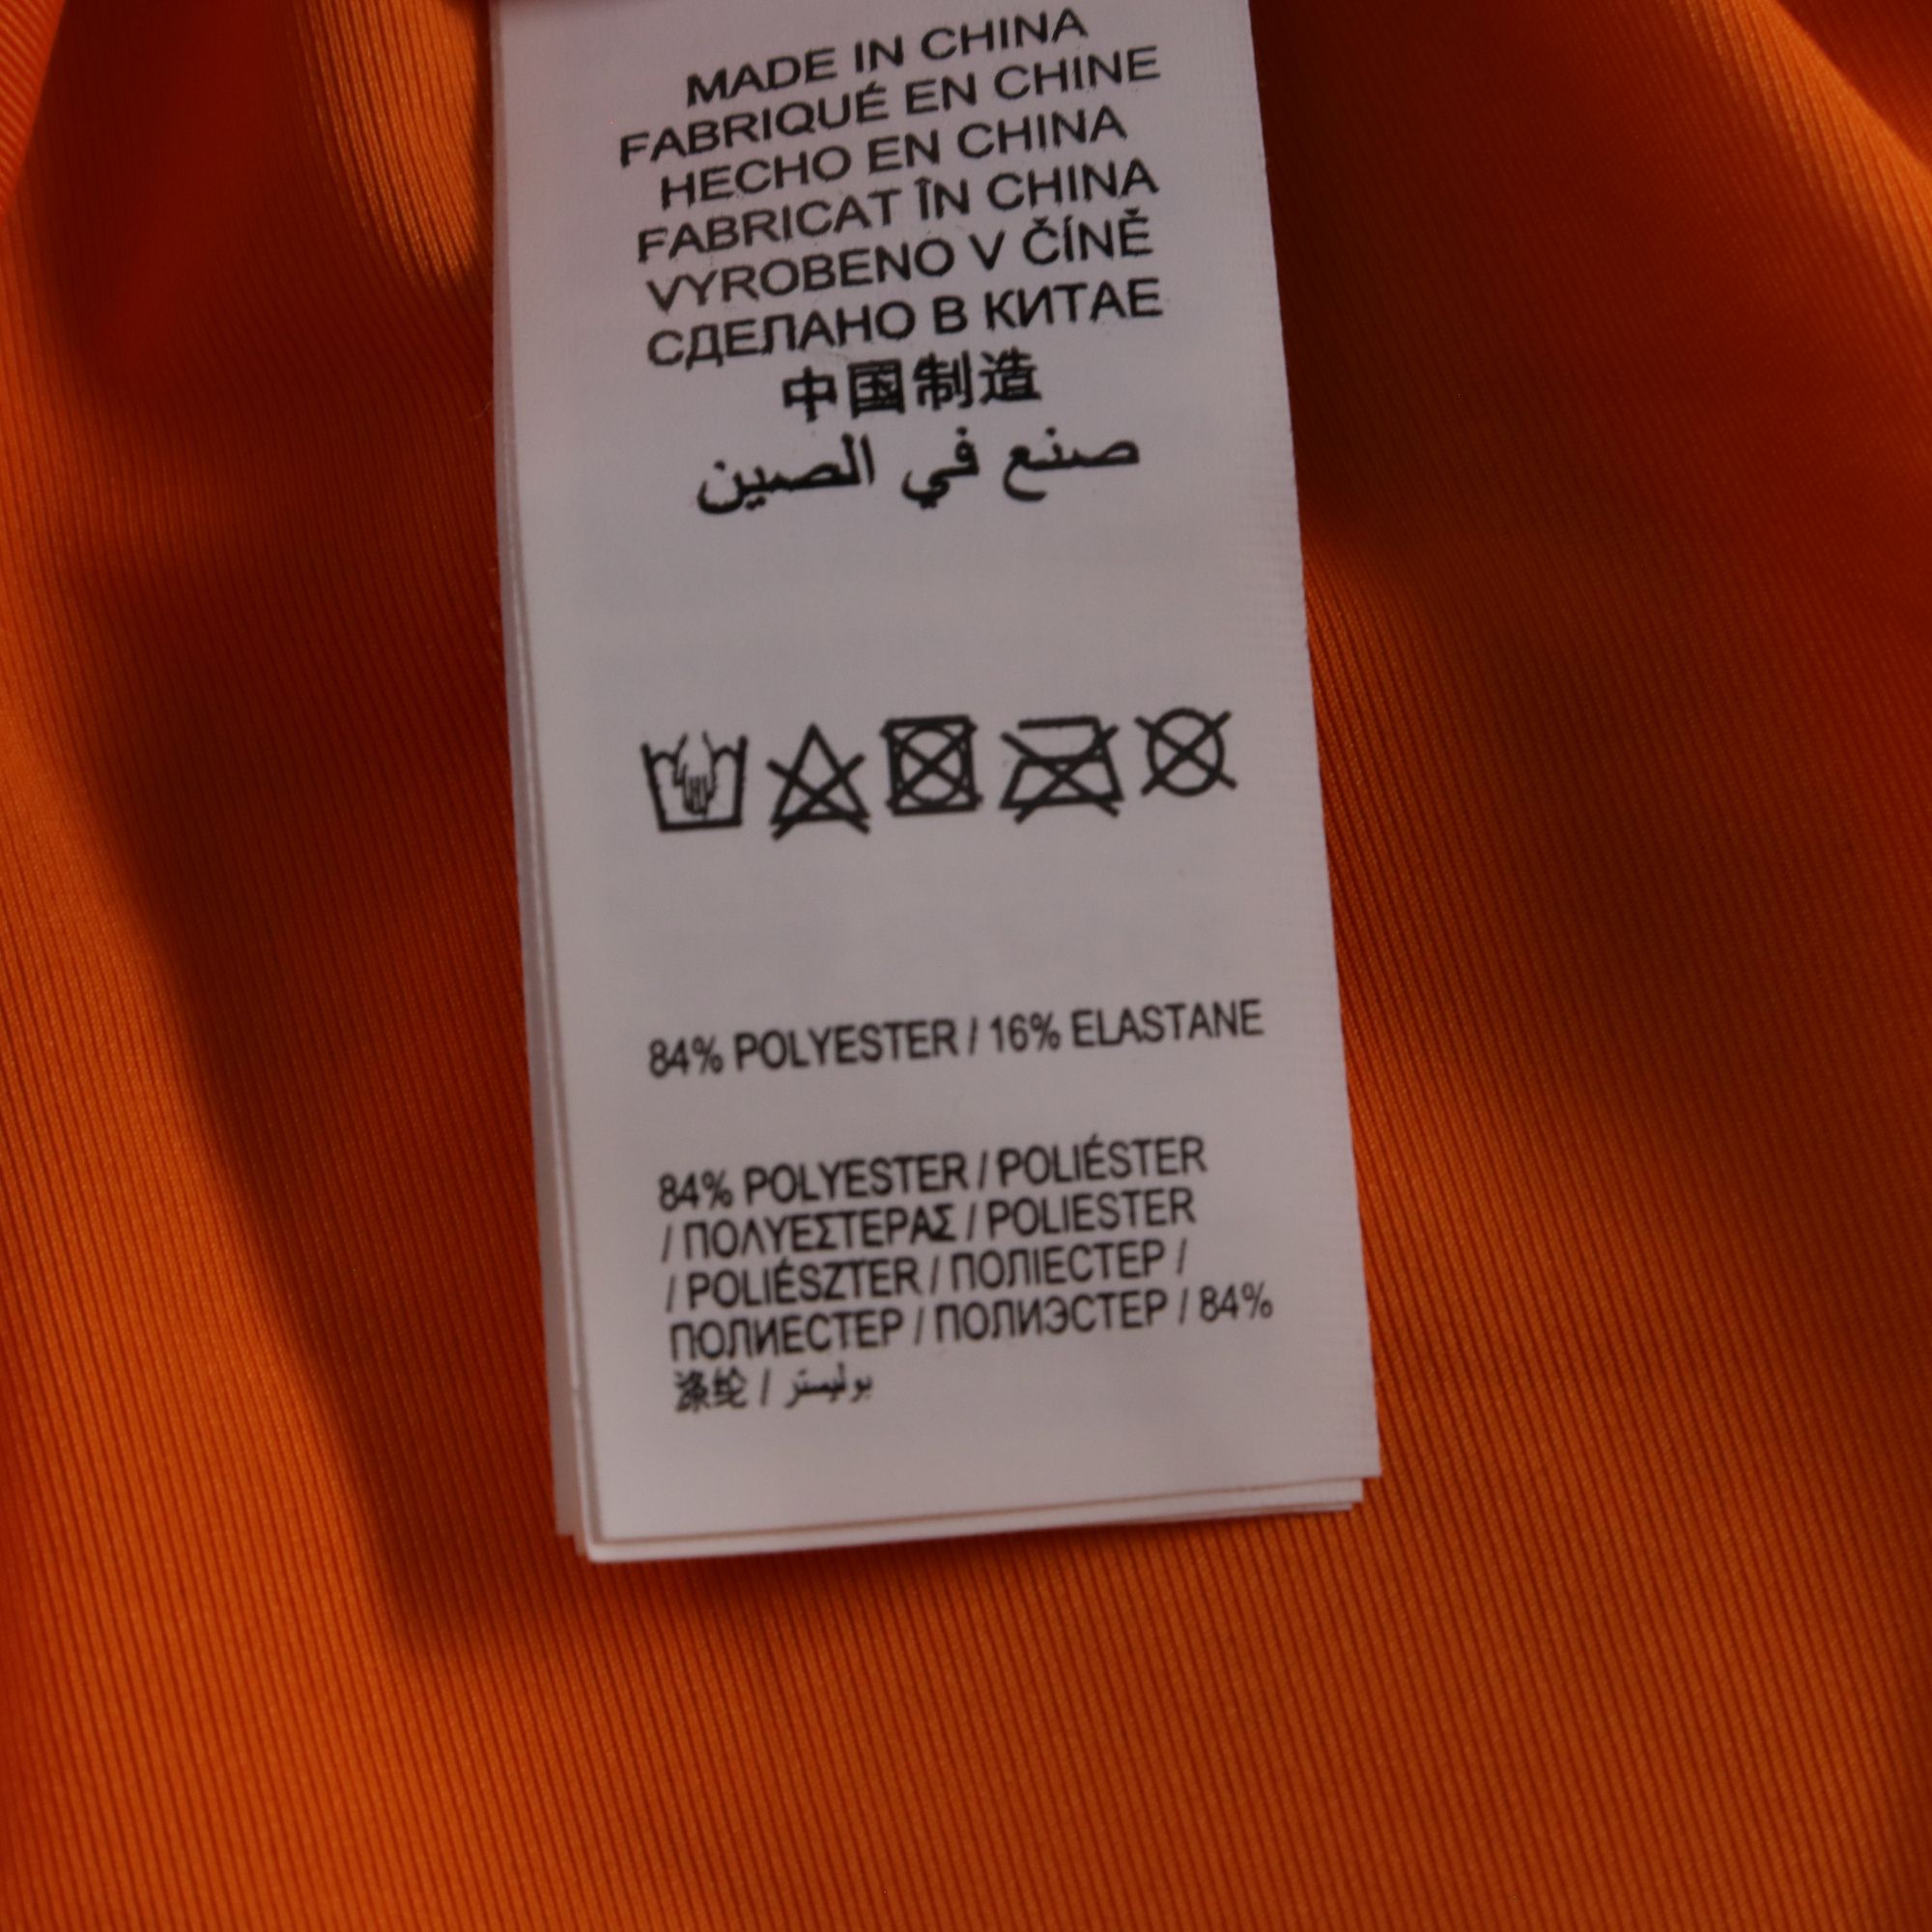 MADE IN CHINA
FABRIQUÉ EN CHINE
HECHO EN CHINA
FABRICAT ÎN CHINA
VYROBENO V ČÍNĚ
СДЕЛАНО В КИТАЕ
中国制造
صنع في الصين
84% POLYESTER / 16% ELASTANE
84% POLYESTER / POLIÉSTER
/ ΠΟΛΥΕΣΤΕΡΑΣ / POLIESTER
/ POLIÉSZTER / ПОЛІЕСТЕР /
ПОЛИЕСТЕР / ПОЛИЭСТЕР / 84%
涤纶 / بوليستر